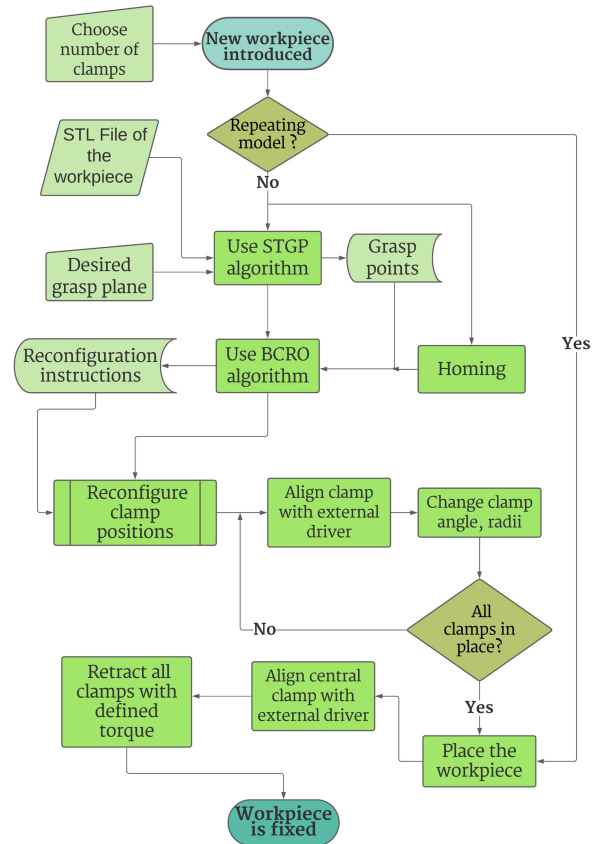 Choose
number of
clamps
New workpiece
introduced
Repeating
model ?
STL File of
the
workpiece
No
Use STGP
algorithm
Grasp
points
Desired
grasp plane
Yes
Reconfiguration
instructions
Use BCRO
algorithm
Homing
Reconfigure
clamp
positions
Align clamp
with external
driver
Change clamp
angle, radii
All
clamps in
place?
No
Yes
Retract all
clamps with
defined
torque
Align central
clamp with
external driver
Place the
workpiece
Workpiece
is fixed